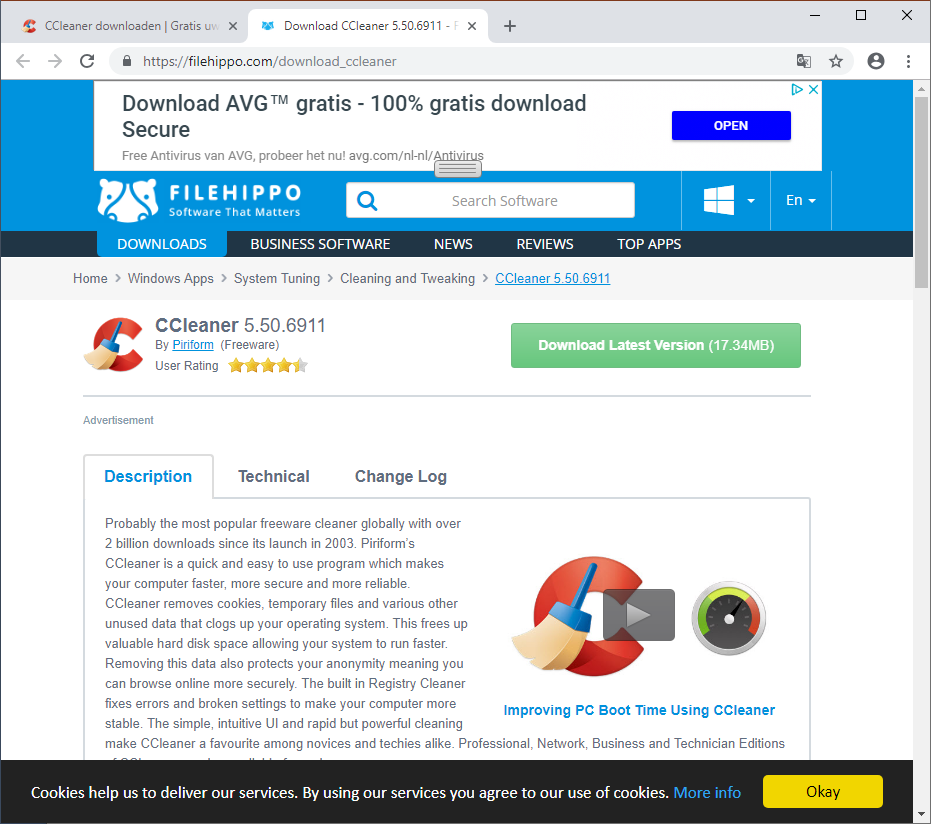 CCleaner downloaden | Gratis uw
Download CCleaner 5.50.6911 -
https://filehippo.com/download_ccleaner
Download AVG™ gratis - 100% gratis download
Secure
Free Antivirus van AVG, probeer het nu! avg.com/nl-nl/Antivirus
OPEN
FILEHIPPO
Software That Matters
Search Software
En
DOWNLOADS BUSINESS SOFTWARE NEWS REVIEWS TOP APPS
Home > Windows Apps > System Tuning > Cleaning and Tweaking > CCleaner 5.50.6911
CCleaner 5.50.6911
By Piriform (Freeware)
User Rating
Download Latest Version (17.34MB)
Advertisement
Description Technical Change Log
Probably the most popular freeware cleaner globally with over
2 billion downloads since its launch in 2003. Piriform's
CCleaner is a quick and easy to use program which makes
your computer faster, more secure and more reliable.
CCleaner removes cookies, temporary files and various other
unused data that clogs up your operating system. This frees up
valuable hard disk space allowing your system to run faster.
Removing this data also protects your anonymity meaning you
can browse online more securely. The built in Registry Cleaner
fixes errors and broken settings to make your computer more
stable. The simple, intuitive UI and rapid but powerful cleaning
make CCleaner a favourite among novices and techies alike. Professional, Network, Business and Technician Editions
Improving PC Boot Time Using CCleaner
Cookies help us to deliver our services. By using our services you agree to our use of cookies. More info
Okay